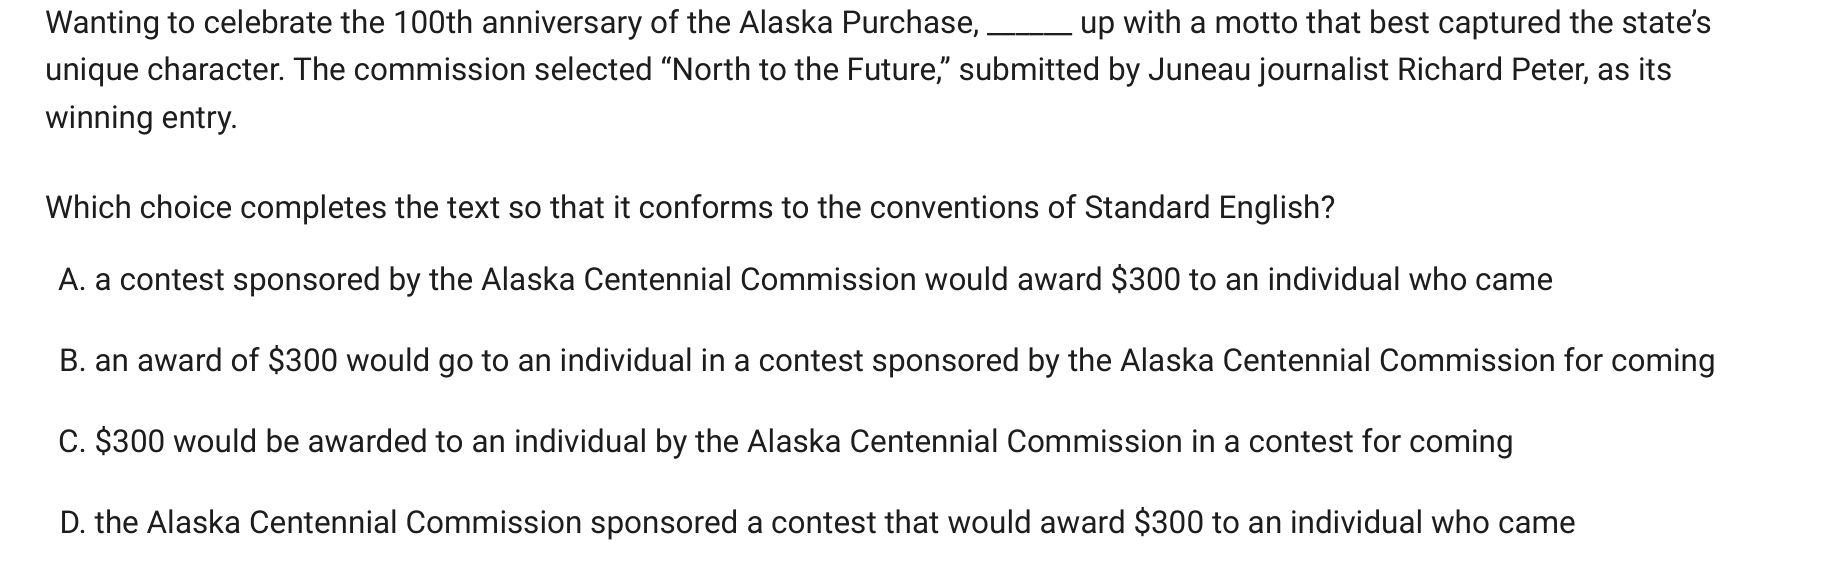 Wanting to celebrate the 100th anniversary of the Alaska Purchase, ______ up with a motto that best captured the state’s
unique character. The commission selected “North to the Future,” submitted by Juneau journalist Richard Peter, as its
winning entry.
Which choice completes the text so that it conforms to the conventions of Standard English?
A. a contest sponsored by the Alaska Centennial Commission would award $300 to an individual who came
B. an award of $300 would go to an individual in a contest sponsored by the Alaska Centennial Commission for coming
C. $300 would be awarded to an individual by the Alaska Centennial Commission in a contest for coming
D. the Alaska Centennial Commission sponsored a contest that would award $300 to an individual who came